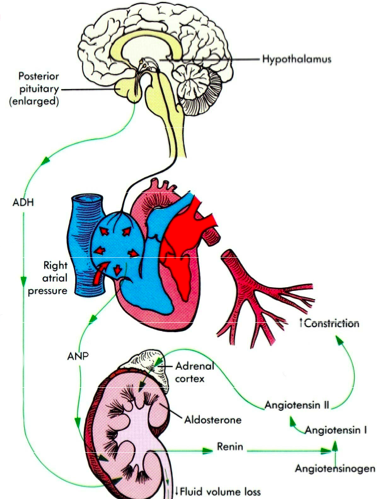 Hypothalamus
Posterior
pituitary
(enlarged)
ADH
Right
atrial
pressure
↑Constriction
ANP
Adrenal
cortex
Angiotensin II
Aldosterone
Angiotensin I
Renin
Angiotensinogen
↓Fluid volume loss